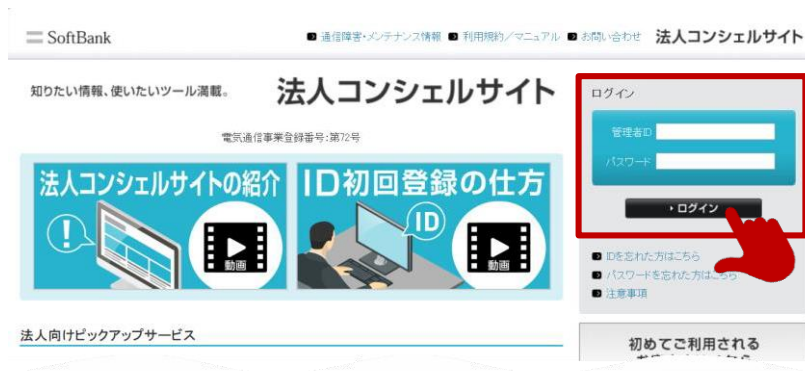 SoftBank
通信障害・メンテナンス情報 利用規約／マニュアル お問い合わせ 法人コンシェルサイト
知りたい情報、使いたいツール満載。
法人コンシェルサイト
電気通信事業登録番号：第72号
法人コンシェルサイトの紹介
動画
ID初回登録の仕方
ID
動画
ログイン
管理者ID
パスワード
ログイン
IDを忘れた方はこちら
パスワードを忘れた方はこちら
注意事項
法人向けピックアップサービス
初めてご利用される